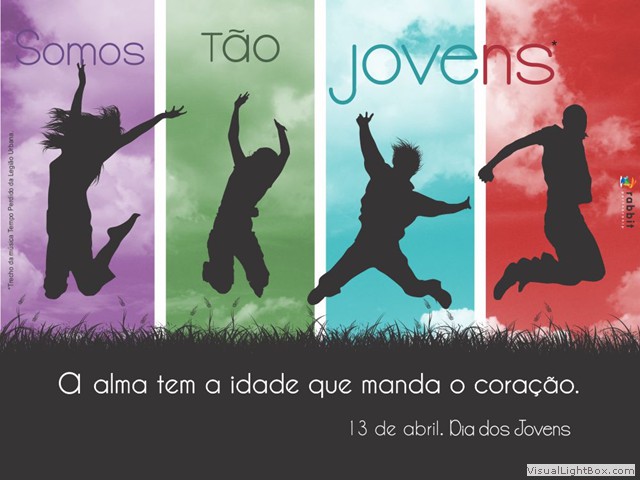 Somos Tão jovens*
*Trecho da música Tempo Perdido da Legião Urbana.
rabbit
A alma tem a idade que manda o coração.
13 de abril. Dia dos Jovens
VisualLightBox.com